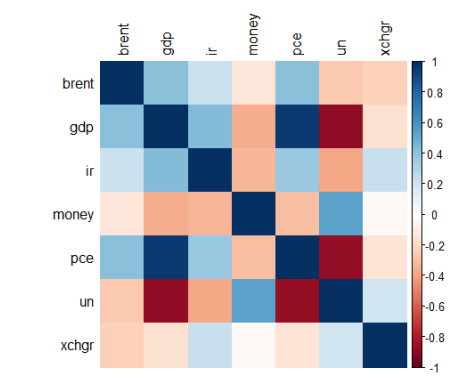 brent gdp ir money pce un xchgr
brent
gdp
ir
money
pce
un
xchgr
1
0.8
0.6
0.4
0.2
0
-0.2
-0.4
-0.6
-0.8
-1